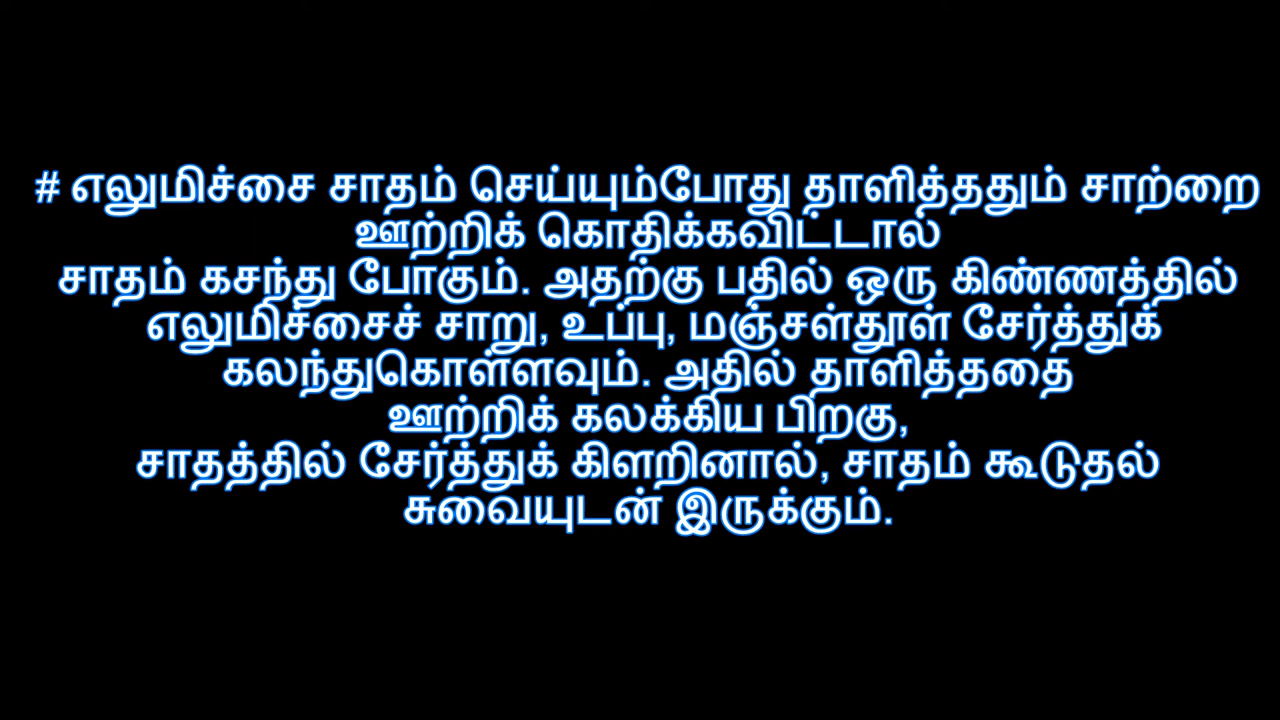 # எலுமிச்சை சாதம் செய்யும்போது தாளித்ததும் சாற்றை
ஊற்றிக் கொதிக்கவிட்டால்
சாதம் கசந்து போகும். அதற்கு பதில் ஒரு கிண்ணத்தில்
எலுமிச்சைச் சாறு, உப்பு, மஞ்சள்தூள் சேர்த்துக்
கலந்துகொள்ளவும். அதில் தாளித்ததை
ஊற்றிக் கலக்கிய பிறகு,
சாதத்தில் சேர்த்துக் கிளறினால், சாதம் கூடுதல்
சுவையுடன் இருக்கும்.